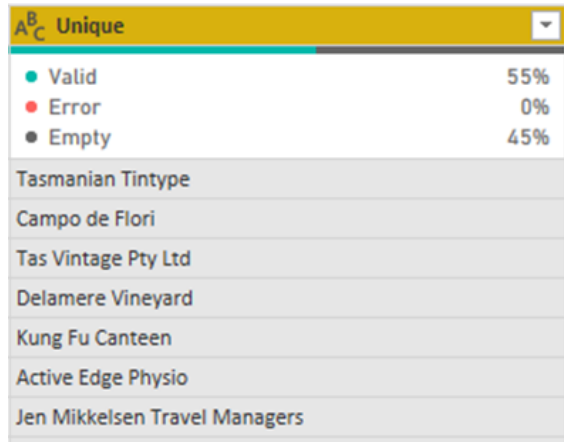 ABC Unique
Valid 55%
Error 0%
Empty 45%
Tasmanian Tintype
Campo de Flori
Tas Vintage Pty Ltd
Delamere Vineyard
Kung Fu Canteen
Active Edge Physio
Jen Mikkelsen Travel Managers